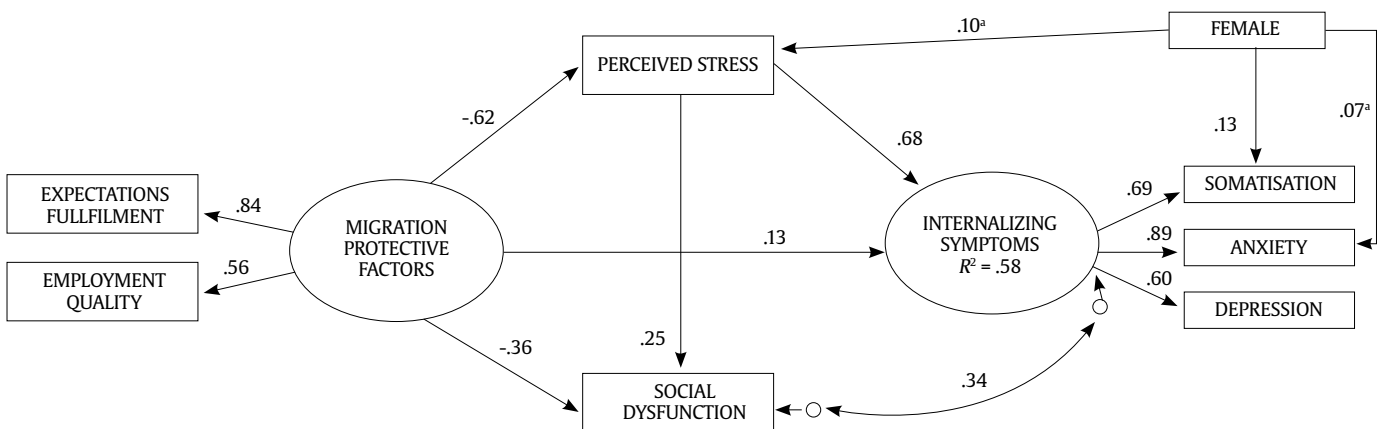 .10ᵃ
FEMALE
PERCEIVED STRESS
.07ᵃ
-.62
.68
.13
EXPECTATIONS
FULLFILMENT
.84
.69
SOMATISATION
MIGRATION
PROTECTIVE
FACTORS
.13
INTERNALIZING
SYMPTOMS
R² = .58
.89
ANXIETY
EMPLOYMENT
QUALITY
.56
.60
DEPRESSION
-.36
.25
.34
SOCIAL
DYSFUNCTION